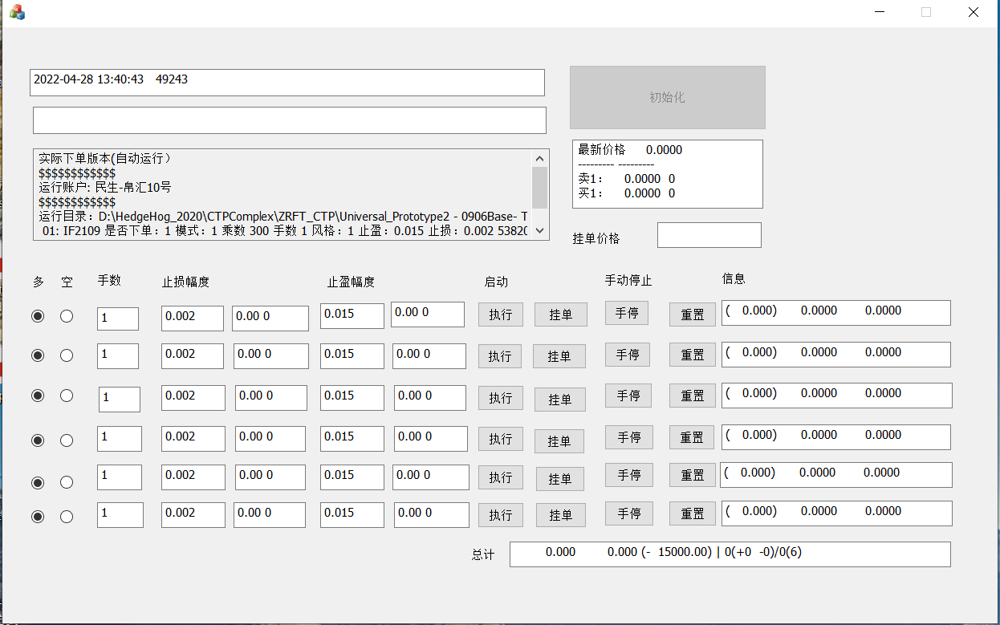 2022-04-28 13:40:43 49243
初始化
实际下单版本(自动运行）
$$$$$$$$$$$$
运行账户: 民生-帛汇10号
$$$$$$$$$$$$
运行目录：D:\HedgeHog_2020\CTPComplex\ZRFT_CTP\Universal_Prototype2 - 0906Base- T
01: IF2109 是否下单：1 模式：1 乘数 300 手数 1 风格：1 止盈：0.015 止损：0.002 53820
最新价格 0.0000
--------- ---------
卖1： 0.0000 0
买1： 0.0000 0
挂单价格
多 空 手数 止损幅度 止盈幅度 启动 手动停止 信息
1 0.002 0.00 0 0.015 0.00 0 执行 挂单 手停 重置 ( 0.000) 0.0000 0.0000
1 0.002 0.00 0 0.015 0.00 0 执行 挂单 手停 重置 ( 0.000) 0.0000 0.0000
1 0.002 0.00 0 0.015 0.00 0 执行 挂单 手停 重置 ( 0.000) 0.0000 0.0000
1 0.002 0.00 0 0.015 0.00 0 执行 挂单 手停 重置 ( 0.000) 0.0000 0.0000
1 0.002 0.00 0 0.015 0.00 0 执行 挂单 手停 重置 ( 0.000) 0.0000 0.0000
1 0.002 0.00 0 0.015 0.00 0 执行 挂单 手停 重置 ( 0.000) 0.0000 0.0000
总计 0.000 0.000 (- 15000.00) | 0(+0 -0)/0(6)